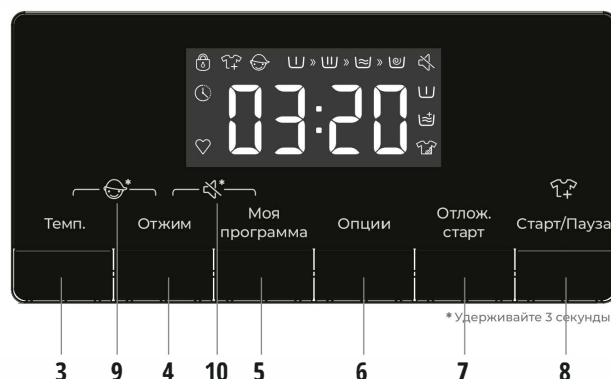 03:20
Темп.
Отжим
Моя
программа
Опции
Отлож.
старт
Старт/Пауза
* Удерживайте 3 секунды
3 9 4 10 5 6 7 8